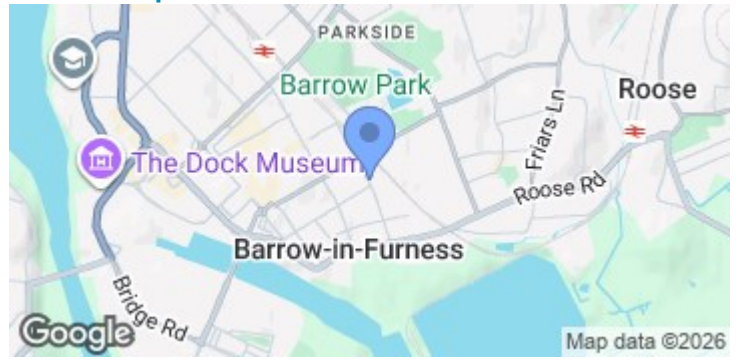 PARKSIDE
Barrow Park
Roose
Friars Ln
The Dock Museum
Roose Rd
Barrow-in-Furness
Bridge Rd
Google
Map data ©2026